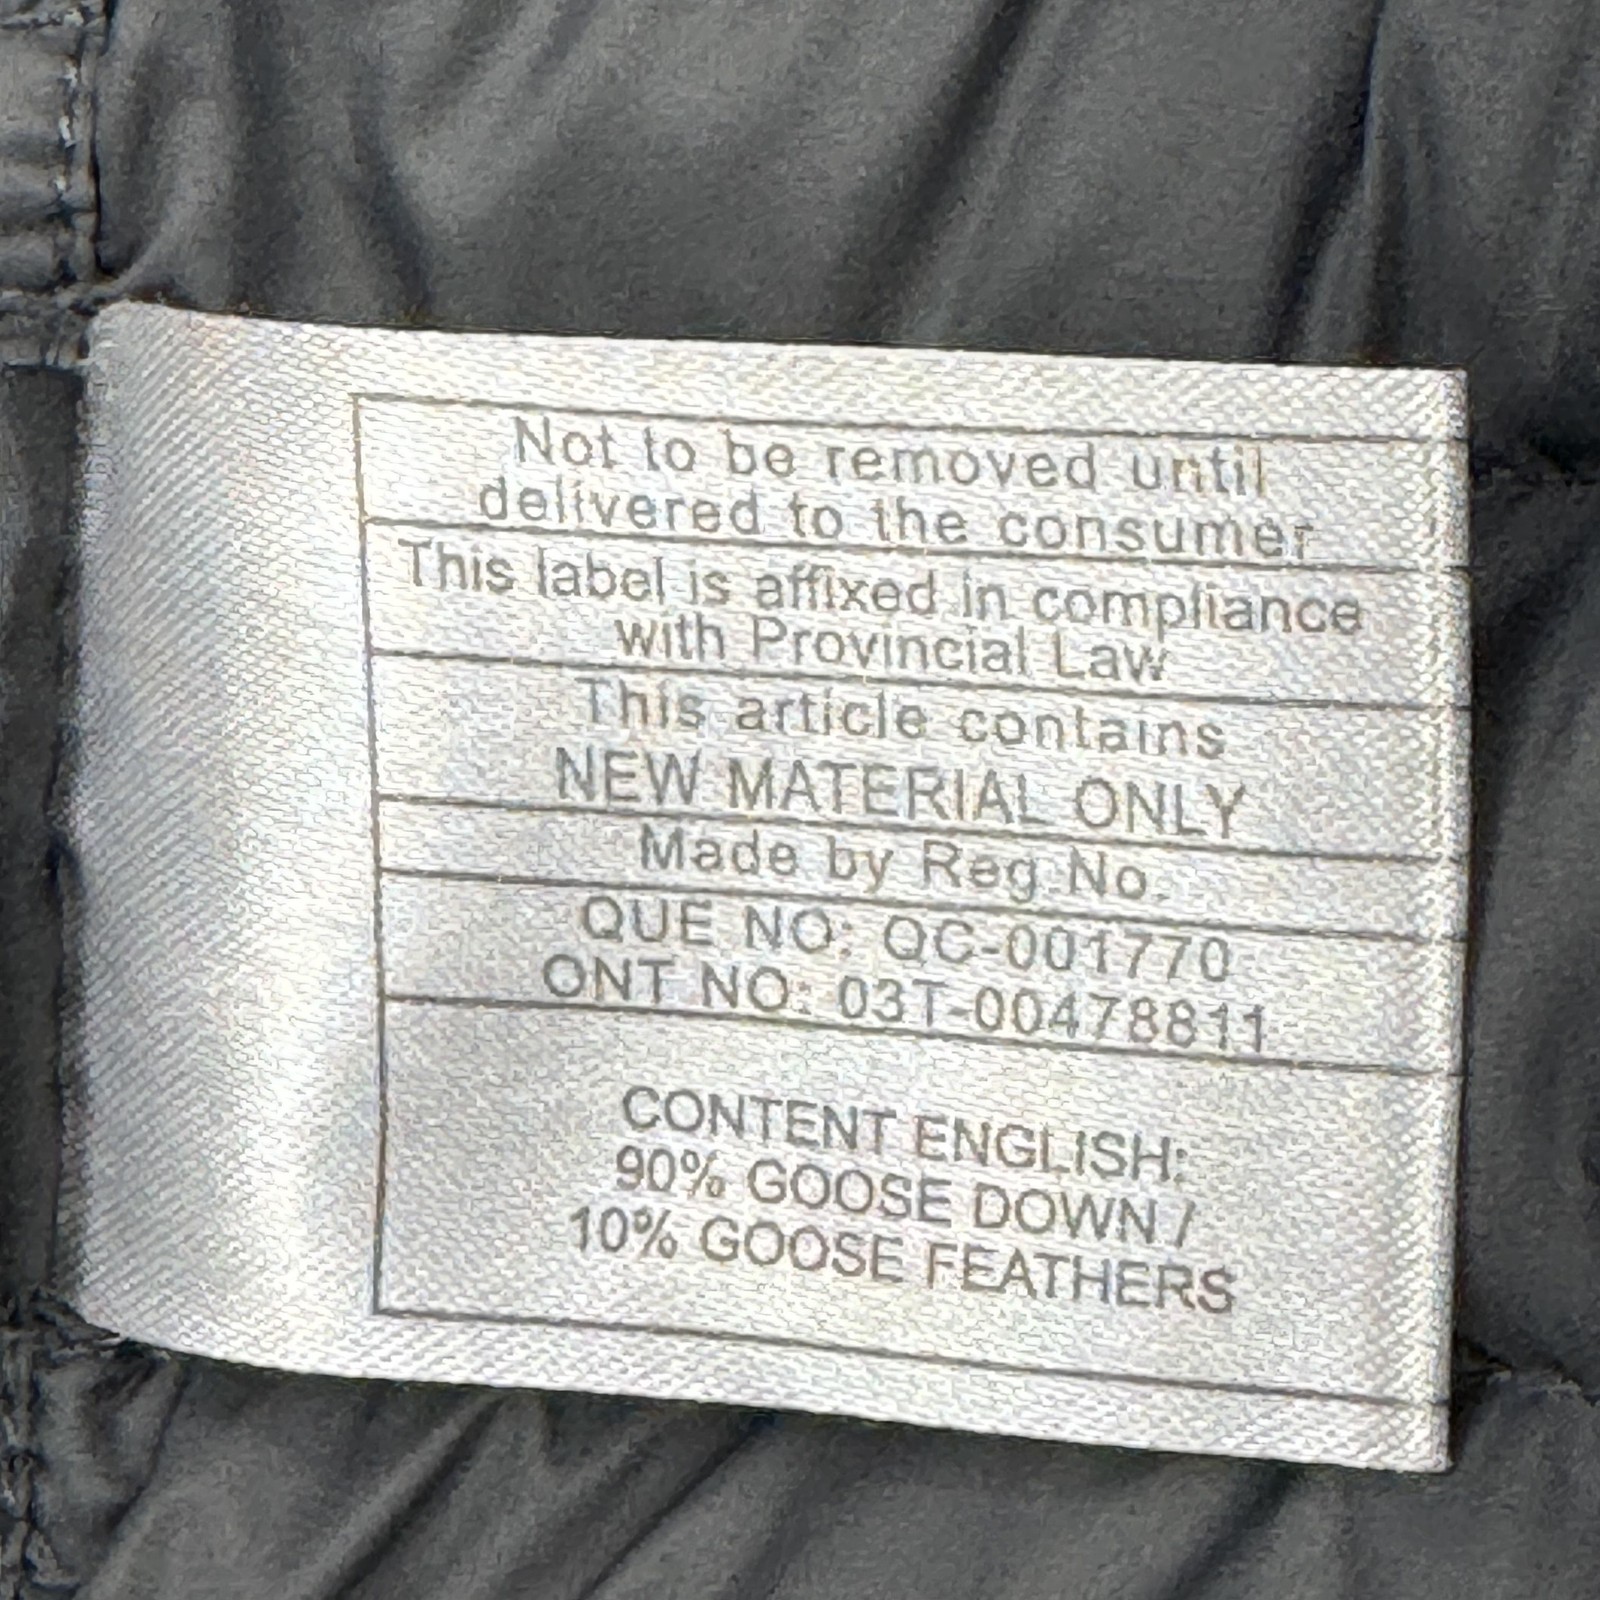 Not to be removed until
delivered to the consumer
This label is affixed in compliance
with Provincial Law
This article contains
NEW MATERIAL ONLY
Made by Reg No.
QUE NO: QC-001770
ONT NO: 03T-00478811
CONTENT ENGLISH:
90% GOOSE DOWN /
10% GOOSE FEATHERS